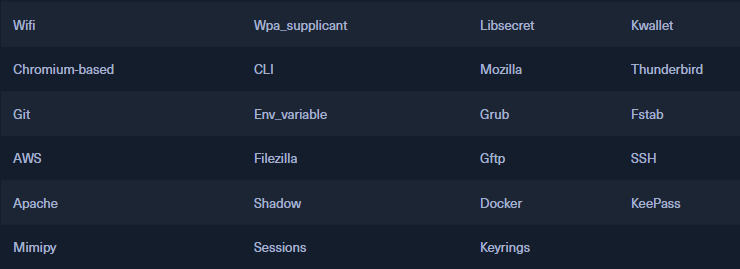 Wifi Wpa_supplicant Libsecret Kwallet
Chromium-based CLI Mozilla Thunderbird
Git Env_variable Grub Fstab
AWS Filezilla Gftp SSH
Apache Shadow Docker KeePass
Mimipy Sessions Keyrings